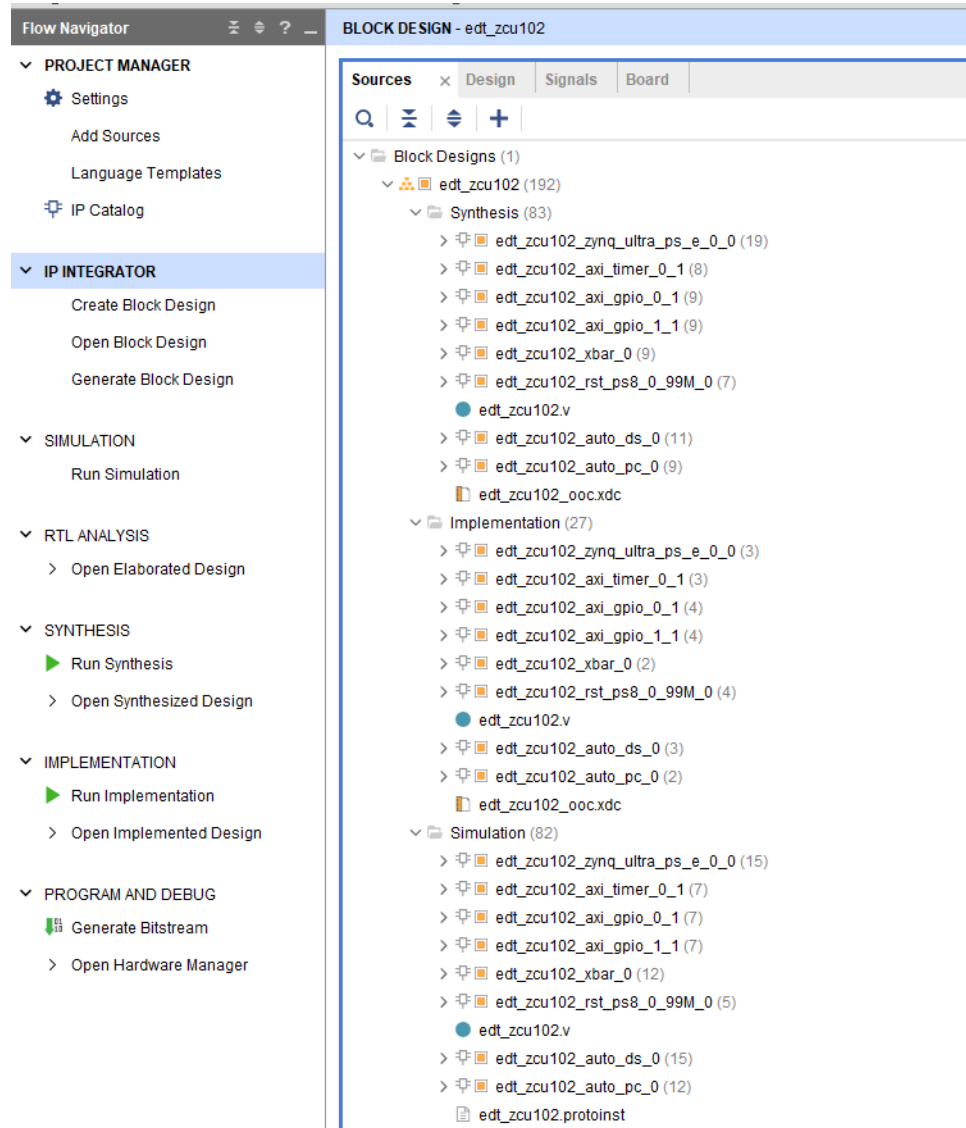 Flow Navigator ?
PROJECT MANAGER
Settings
Add Sources
Language Templates
IP Catalog
IP INTEGRATOR
Create Block Design
Open Block Design
Generate Block Design
SIMULATION
Run Simulation
RTL ANALYSIS
Open Elaborated Design
SYNTHESIS
Run Synthesis
Open Synthesized Design
IMPLEMENTATION
Run Implementation
Open Implemented Design
PROGRAM AND DEBUG
Generate Bitstream
Open Hardware Manager
BLOCK DESIGN - edt_zcu102
Sources Design Signals Board
Block Designs (1)
edt_zcu102 (192)
Synthesis (83)
edt_zcu102_zynq_ultra_ps_e_0_0 (19)
edt_zcu102_axi_timer_0_1 (8)
edt_zcu102_axi_gpio_0_1 (9)
edt_zcu102_axi_gpio_1_1 (9)
edt_zcu102_xbar_0 (9)
edt_zcu102_rst_ps8_0_99M_0 (7)
edt_zcu102.v
edt_zcu102_auto_ds_0 (11)
edt_zcu102_auto_pc_0 (9)
edt_zcu102_ooc.xdc
Implementation (27)
edt_zcu102_zynq_ultra_ps_e_0_0 (3)
edt_zcu102_axi_timer_0_1 (3)
edt_zcu102_axi_gpio_0_1 (4)
edt_zcu102_axi_gpio_1_1 (4)
edt_zcu102_xbar_0 (2)
edt_zcu102_rst_ps8_0_99M_0 (4)
edt_zcu102.v
edt_zcu102_auto_ds_0 (3)
edt_zcu102_auto_pc_0 (2)
edt_zcu102_ooc.xdc
Simulation (82)
edt_zcu102_zynq_ultra_ps_e_0_0 (15)
edt_zcu102_axi_timer_0_1 (7)
edt_zcu102_axi_gpio_0_1 (7)
edt_zcu102_axi_gpio_1_1 (7)
edt_zcu102_xbar_0 (12)
edt_zcu102_rst_ps8_0_99M_0 (5)
edt_zcu102.v
edt_zcu102_auto_ds_0 (15)
edt_zcu102_auto_pc_0 (12)
edt_zcu102.protoinst